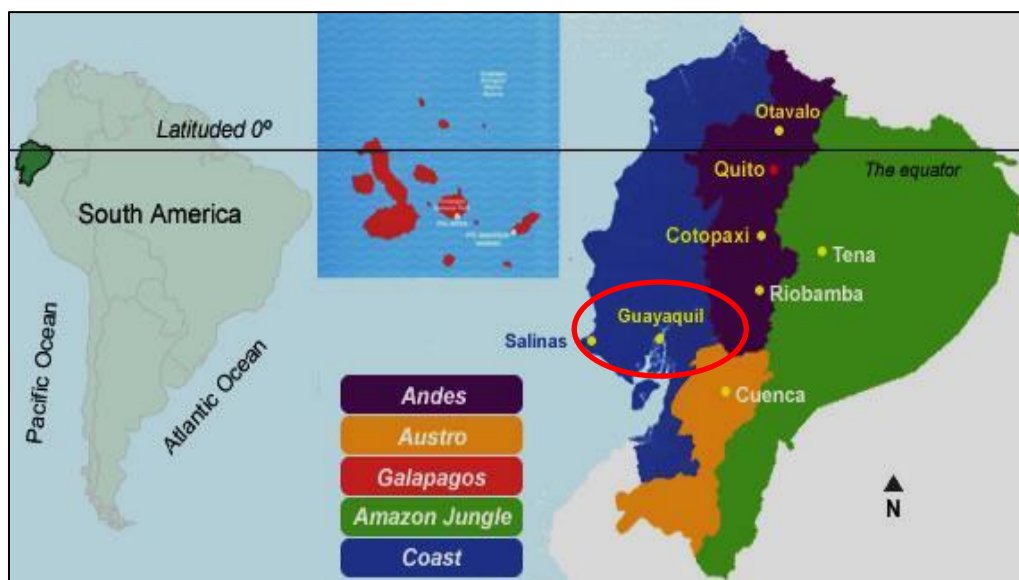 Latituded 0º
South America
Pacific Ocean
Atlantic Ocean
Otavalo
Quito
The equator
Cotopaxi
Tena
Riobamba
Guayaquil
Salinas
Cuenca
Andes
Austro
Galapagos
Amazon Jungle
Coast
N